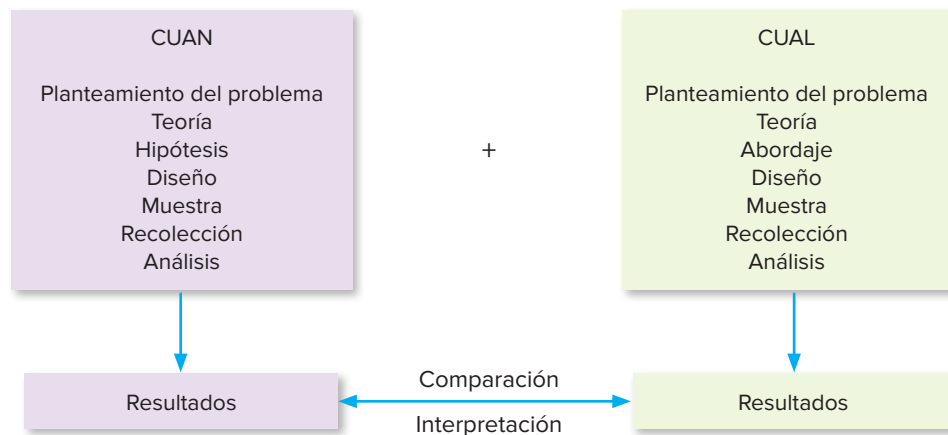 CUAN
Planteamiento del problema
Teoría
Hipótesis
Diseño
Muestra
Recolección
Análisis
+
CUAL
Planteamiento del problema
Teoría
Abordaje
Diseño
Muestra
Recolección
Análisis
Resultados
Comparación
Interpretación
Resultados